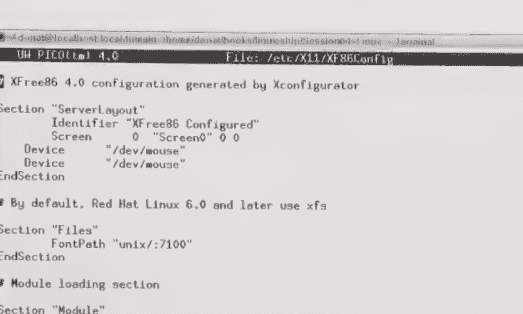 UW PICO(tm) 4.0 File: /etc/X11/XF86Config
# XFree86 4.0 configuration generated by Xconfigurator
Section "ServerLayout"
Identifier "XFree86 Configured"
Screen 0 "Screen0" 0 0
Device "/dev/mouse"
Device "/dev/mouse"
EndSection
# By default, Red Hat Linux 6.0 and later use xfs
Section "Files"
FontPath "unix/:7100"
EndSection
# Module loading section
Section "Module"